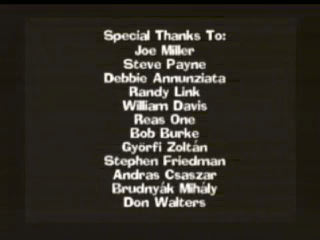 Special Thanks To:
Joe Miller
Steve Payne
Debbie Annunziata
Randy Link
William Davis
Reas One
Bob Burke
Györfi Zoltán
Stephen Friedman
Andras Csaszar
Brudnyák Mihály
Don Walters